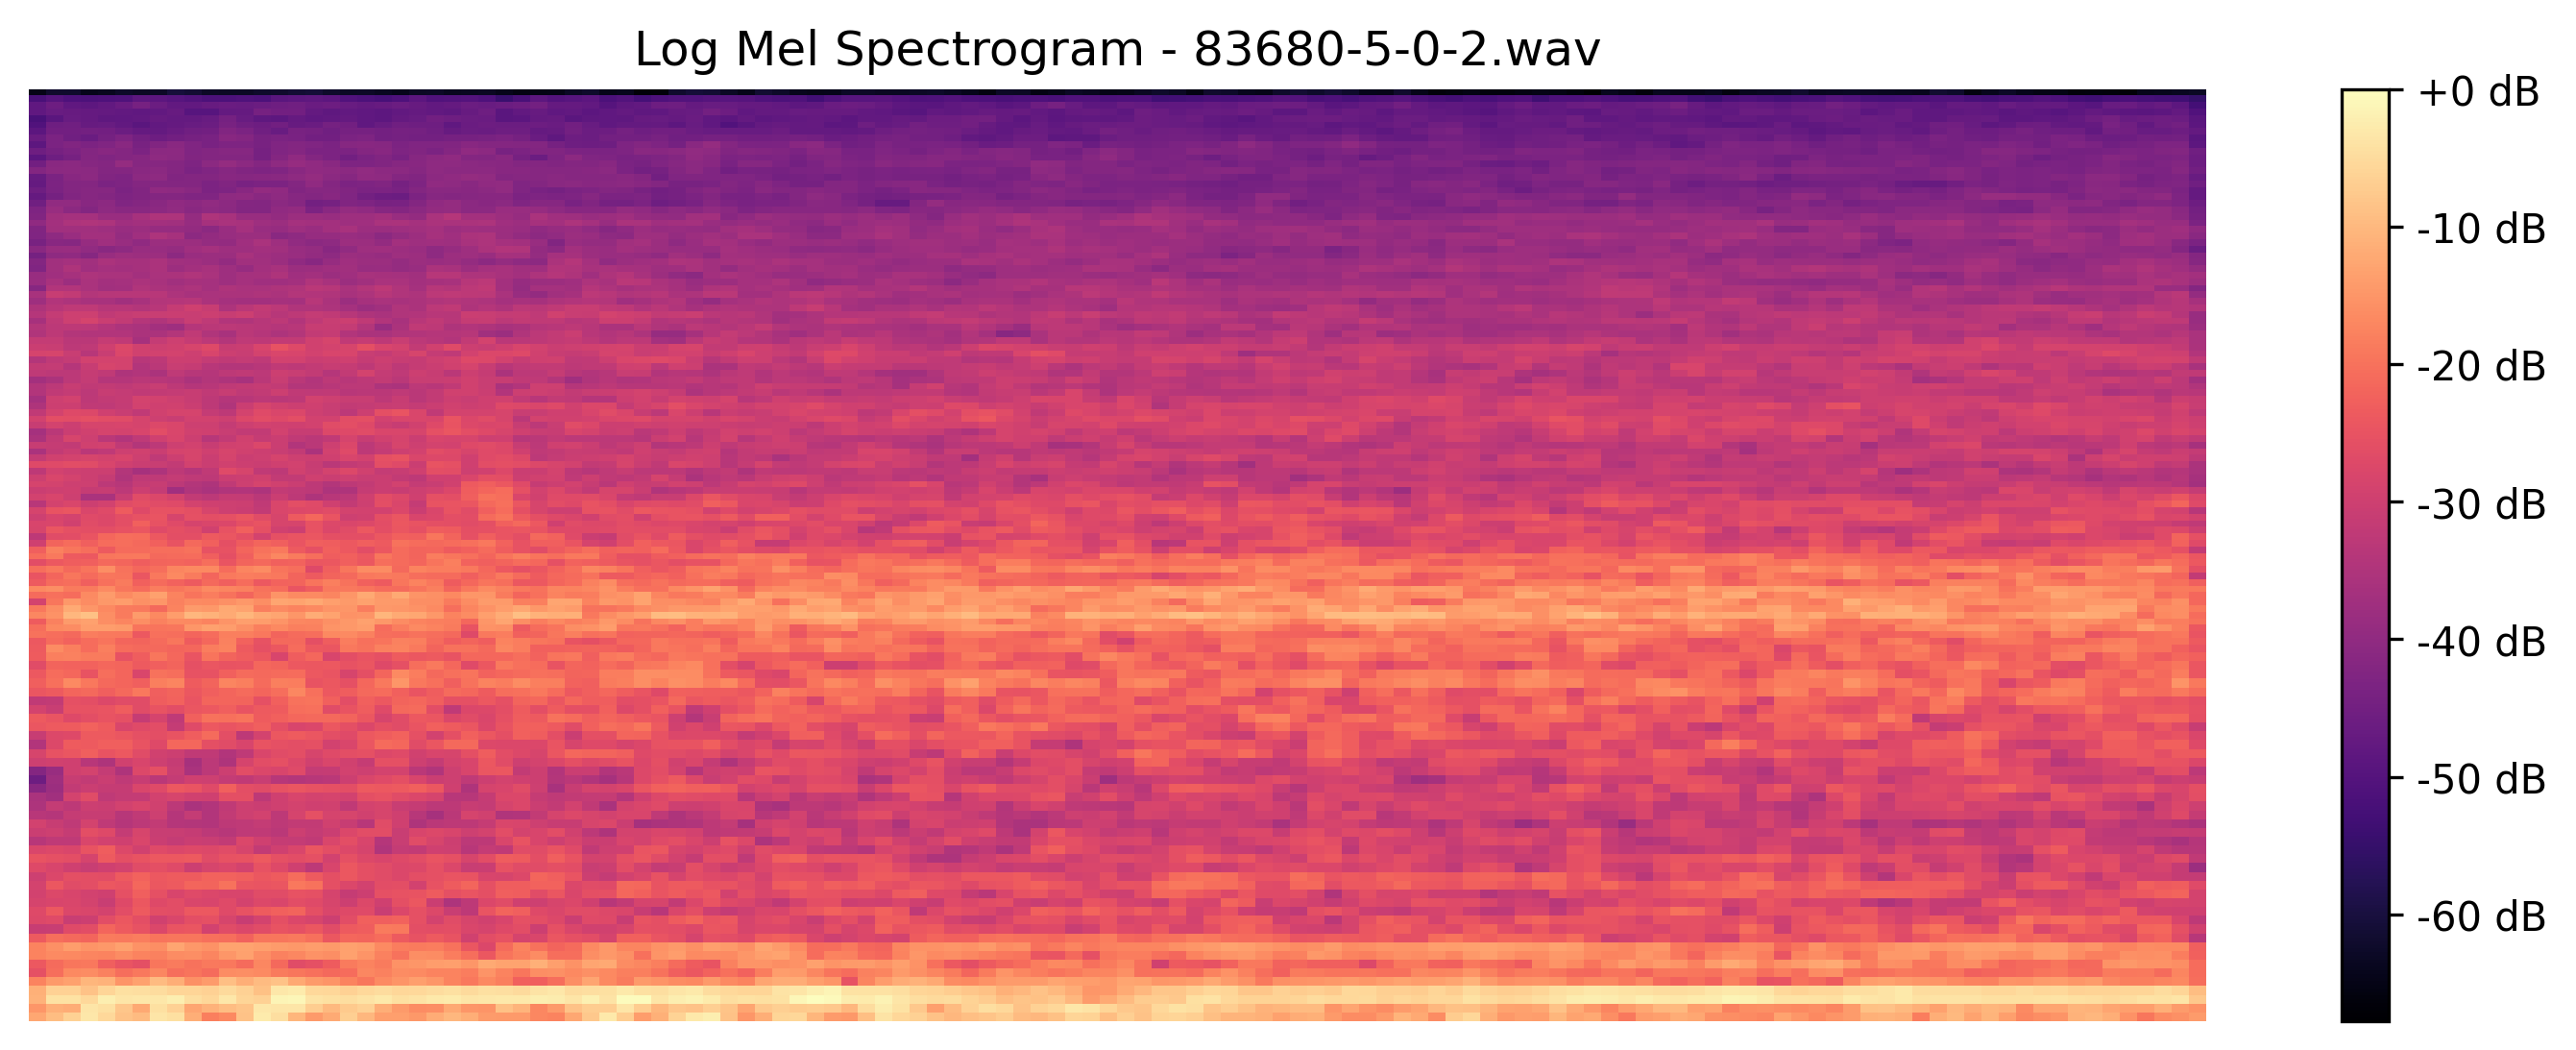 Log Mel Spectrogram - 83680-5-0-2.wav
+0 dB
-10 dB
-20 dB
-30 dB
-40 dB
-50 dB
-60 dB